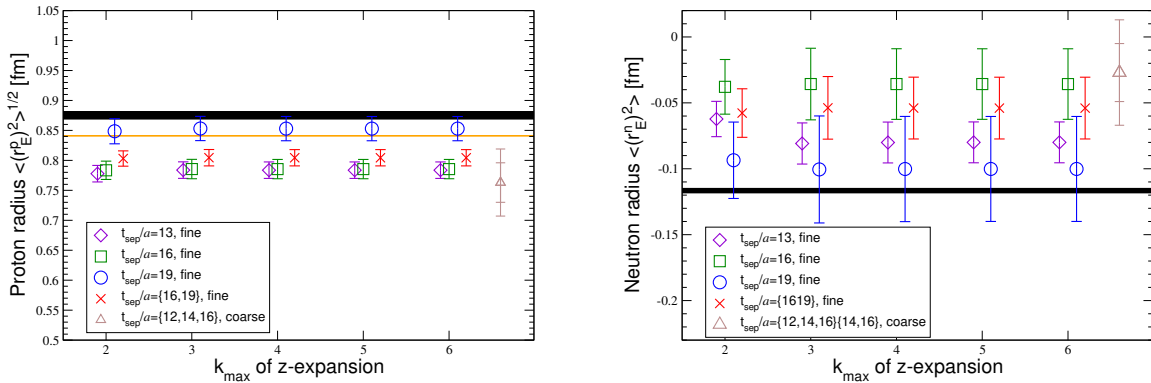 Proton radius <(r^p_E)^2>^1/2 [fm]
1.05
1
0.95
0.9
0.85
0.8
0.75
0.7
0.65
0.6
0.55
0.5
t_sep/a=13, fine
t_sep/a=16, fine
t_sep/a=19, fine
t_sep/a={16,19}, fine
t_sep/a={12,14,16}, coarse
2 3 4 5 6
k_max of z-expansion
Neutron radius <(r^n_E)^2> [fm]
0
-0.05
-0.1
-0.15
-0.2
t_sep/a=13, fine
t_sep/a=16, fine
t_sep/a=19, fine
t_sep/a={1619}, fine
t_sep/a={12,14,16}{14,16}, coarse
2 3 4 5 6
k_max of z-expansion